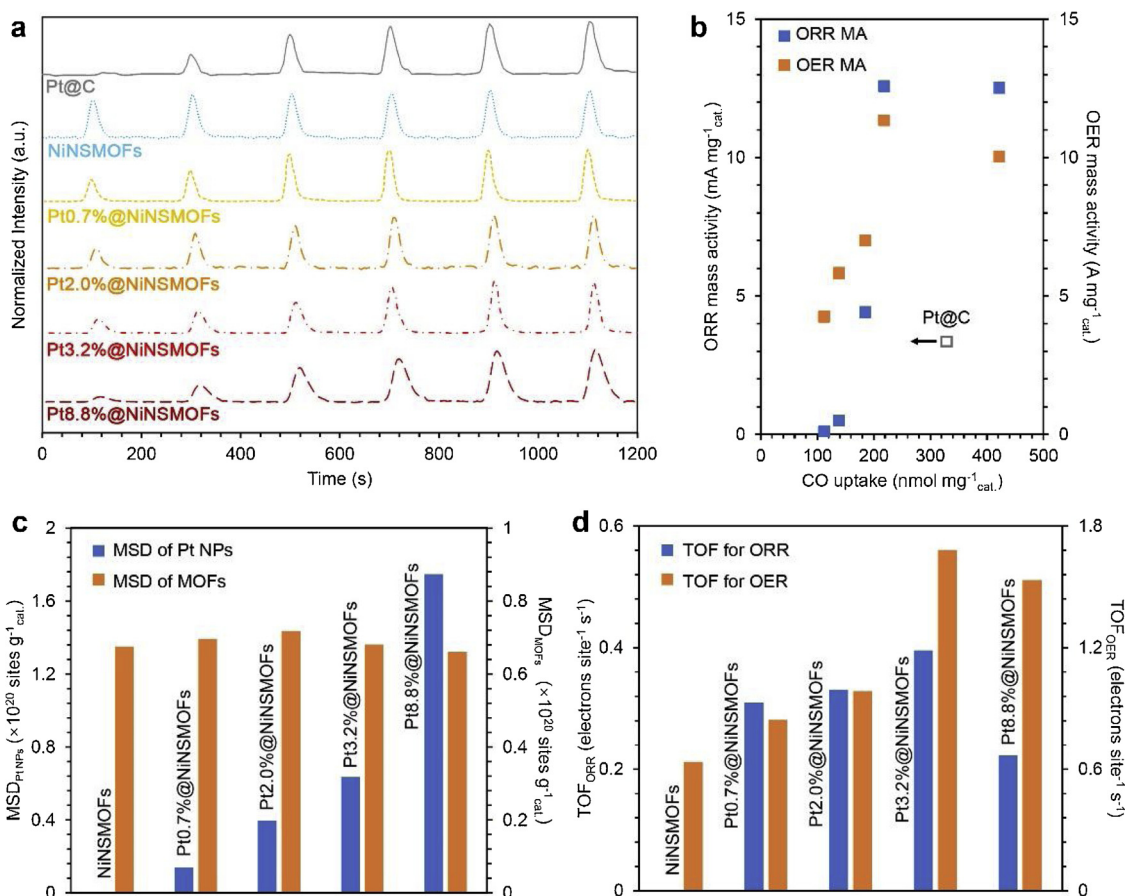 a
Normalized Intensity (a.u.)
Pt@C
NiNSMOFs
Pt0.7%@NiNSMOFs
Pt2.0%@NiNSMOFs
Pt3.2%@NiNSMOFs
Pt8.8%@NiNSMOFs
0 200 400 600 800 1000 1200
Time (s)
b
ORR MA
OER MA
ORR mass activity (mA mg⁻¹cat.)
15
10
5
0
Pt@C
15
10
5
0
OER mass activity (A mg⁻¹cat.)
0 100 200 300 400 500
CO uptake (nmol mg⁻¹cat.)
c
MSD of Pt NPs
MSD of MOFs
MSDPt NPs (×10²⁰ sites g⁻¹cat.)
2
1.6
1.2
0.8
0.4
0
NiNSMOFs
Pt0.7%@NiNSMOFs
Pt2.0%@NiNSMOFs
Pt3.2%@NiNSMOFs
Pt8.8%@NiNSMOFs
1
0.8
0.6
0.4
0.2
0
MSDMOFs (×10²⁰ sites g⁻¹cat.)
d
TOF for ORR
TOF for OER
TOFORR (electrons site⁻¹ s⁻¹)
0.6
0.4
0.2
0
NiNSMOFs
Pt0.7%@NiNSMOFs
Pt2.0%@NiNSMOFs
Pt3.2%@NiNSMOFs
Pt8.8%@NiNSMOFs
1.8
1.2
0.6
0
TOFOER (electrons site⁻¹ s⁻¹)